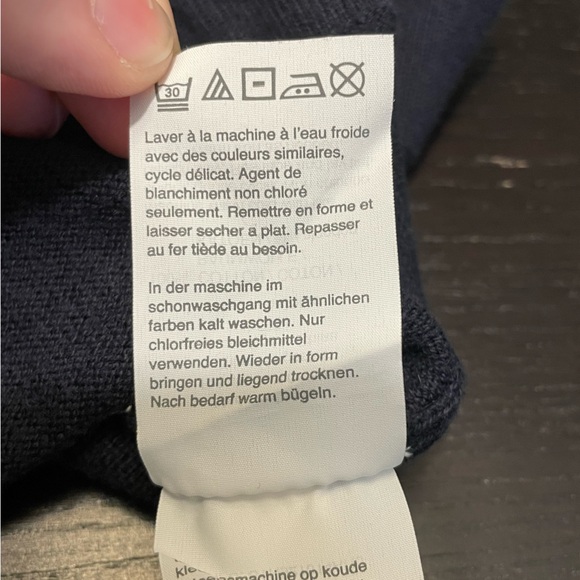 30
Laver à la machine à l'eau froide
avec des couleurs similaires,
cycle délicat. Agent de
blanchiment non chloré
seulement. Remettre en forme et
laisser secher a plat. Repasser
au fer tiède au besoin.
In der maschine im
schonwaschgang mit ähnlichen
farben kalt waschen. Nur
chlorfreies bleichmittel
verwenden. Wieder in form
bringen und liegend trocknen.
Nach bedarf warm bügeln.
op koude